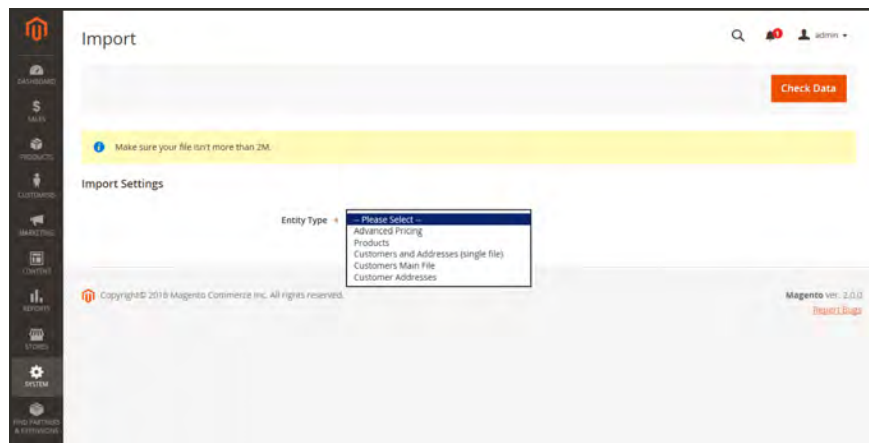 Import
1
admin
DASHBOARD
Check Data
$
SALES
Make sure your file isn't more than 2M.
PRODUCTS
Import Settings
CUSTOMERS
Entity Type *
-- Please Select --
Advanced Pricing
Products
Customers and Addresses (single file)
Customers Main File
Customer Addresses
MARKETING
CONTENT
Copyright© 2016 Magento Commerce Inc. All rights reserved.
Magento ver. 2.0.0
Report Bugs
REPORTS
STORES
SYSTEM
FIND PARTNERS
& EXTENSIONS